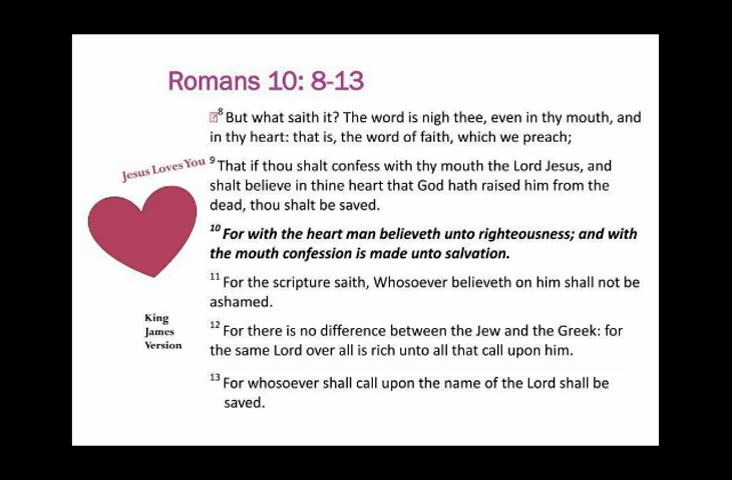 Romans 10: 8-13
8 But what saith it? The word is nigh thee, even in thy mouth, and
in thy heart: that is, the word of faith, which we preach;
Jesus Loves You
9 That if thou shalt confess with thy mouth the Lord Jesus, and
shalt believe in thine heart that God hath raised him from the
dead, thou shalt be saved.
10 For with the heart man believeth unto righteousness; and with
the mouth confession is made unto salvation.
11 For the scripture saith, Whosoever believeth on him shall not be
ashamed.
King
James
Version
12 For there is no difference between the Jew and the Greek: for
the same Lord over all is rich unto all that call upon him.
13 For whosoever shall call upon the name of the Lord shall be
saved.